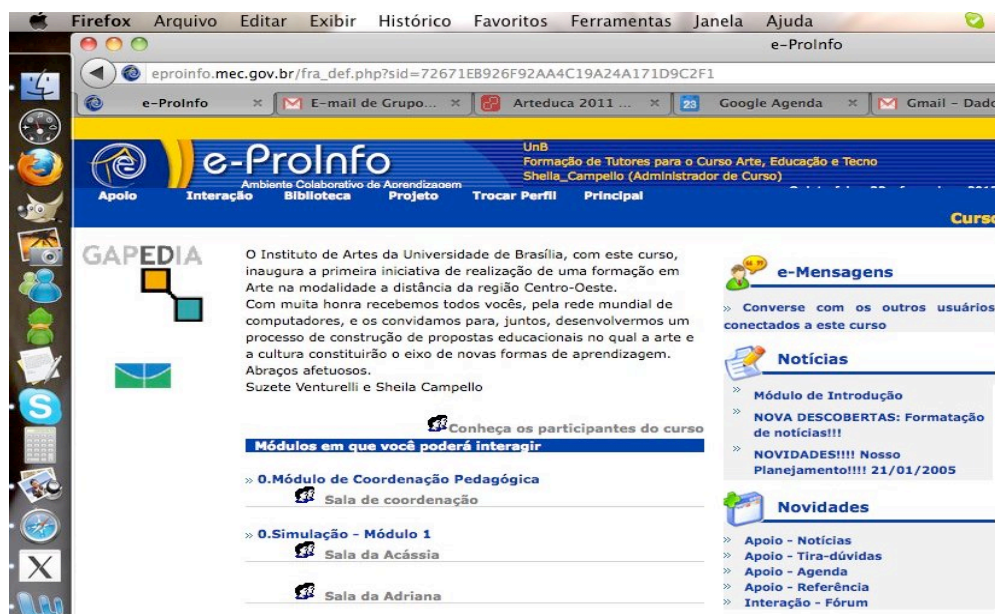 Firefox Arquivo Editar Exibir Histórico Favoritos Ferramentas Janela Ajuda
e-ProInfo
eproinfo.mec.gov.br/fra_def.php?sid=72671EB926F92AA4C19A24A171D9C2F1
e-ProInfo × E-mail de Grupo... × Arteduca 2011 ... × 23 Google Agenda × Gmail - Dado
e-ProInfo
Ambiente Colaborativo de Aprendizagem
UnB
Formação de Tutores para o Curso Arte, Educação e Tecno
Sheila_Campello (Administrador de Curso)
Apoio Interação Biblioteca Projeto Trocar Perfil Principal
Curso
GAPEDIA
O Instituto de Artes da Universidade de Brasília, com este curso,
inaugura a primeira iniciativa de realização de uma formação em
Arte na modalidade a distância da região Centro-Oeste.
Com muita honra recebemos todos vocês, pela rede mundial de
computadores, e os convidamos para, juntos, desenvolvermos um
processo de construção de propostas educacionais no qual a arte e
a cultura constituirão o eixo de novas formas de aprendizagem.
Abraços afetuosos.
Suzete Venturelli e Sheila Campello
Conheça os participantes do curso
Módulos em que você poderá interagir
» 0.Módulo de Coordenação Pedagógica
Sala de coordenação
» 0.Simulação - Módulo 1
Sala da Acássia
Sala da Adriana
e-Mensagens
» Converse com os outros usuários
conectados a este curso
Notícias
» Módulo de Introdução
» NOVA DESCOBERTAS: Formatação
de notícias!!!
» NOVIDADES!!!! Nosso
Planejamento!!!! 21/01/2005
Novidades
» Apoio - Notícias
» Apoio - Tira-dúvidas
» Apoio - Agenda
» Apoio - Referência
» Interação - Fórum